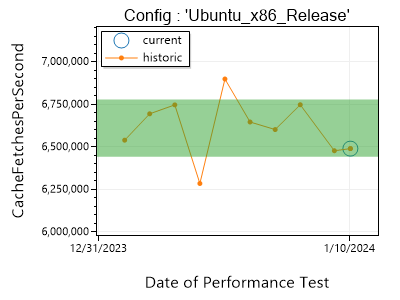 Config : 'Ubuntu_x86_Release'
current
historic
7,000,000
6,750,000
6,500,000
6,250,000
6,000,000
CacheFetchesPerSecond
12/31/2023
1/10/2024
Date of Performance Test